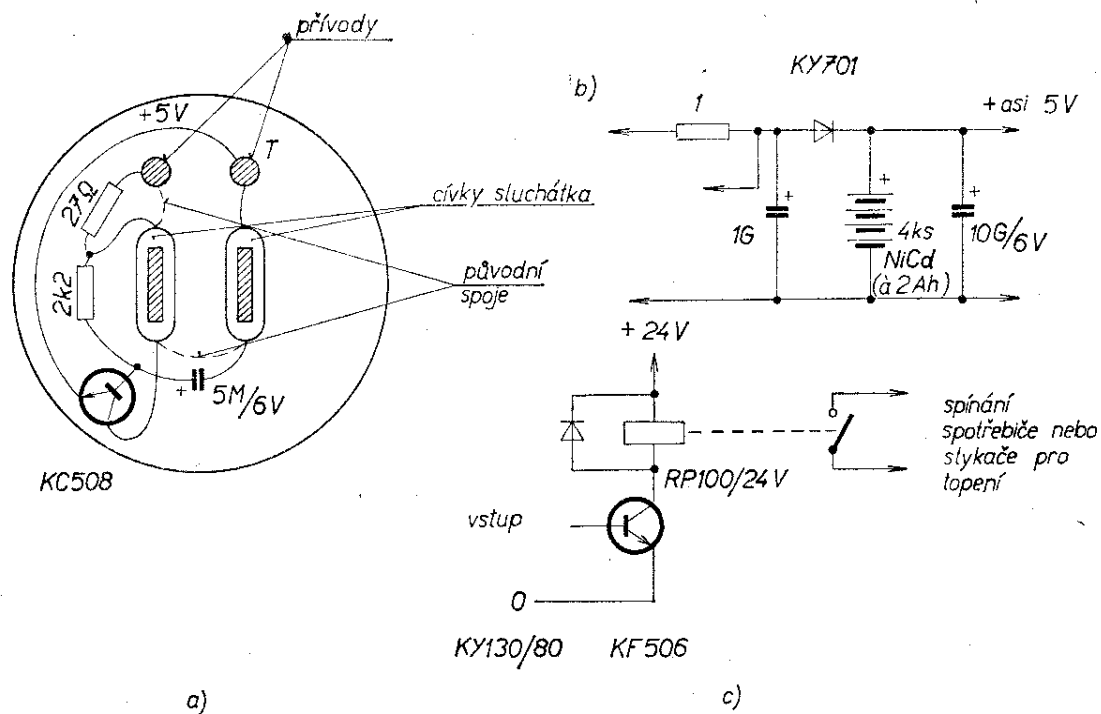 přívody
+5V
T
27Ω
cívky sluchátka
2k2
původní
spoje
+
5M/6V
KC508
a)
b)
KY701
1
+ asi 5V
+
+
+
1G
4ks
NiCd
(à 2Ah)
10G/6V
+ 24V
spínání
spotřebiče nebo
stykače pro
topení
RP100/24V
vstup
0
KY130/80
KF506
c)